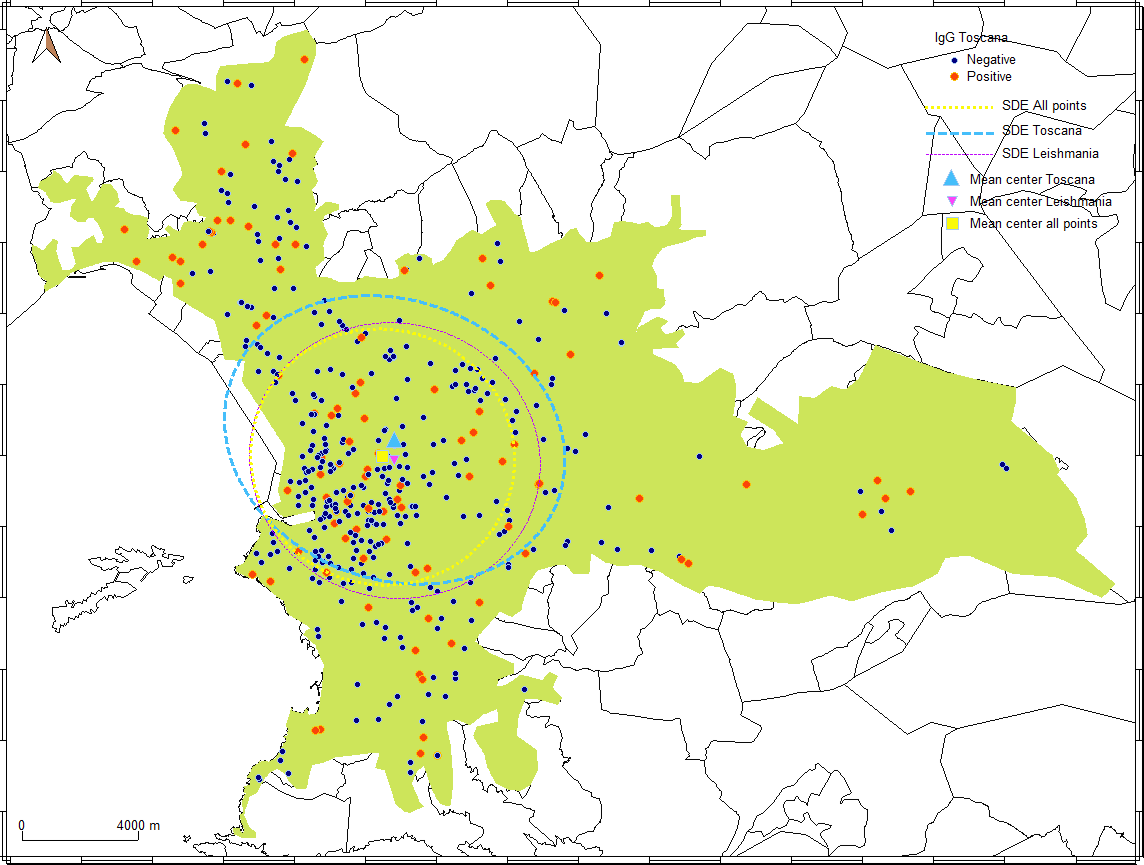 IgG Toscana
Negative
Positive
SDE All points
SDE Toscana
SDE Leishmania
Mean center Toscana
Mean center Leishmania
Mean center all points
0 4000 m